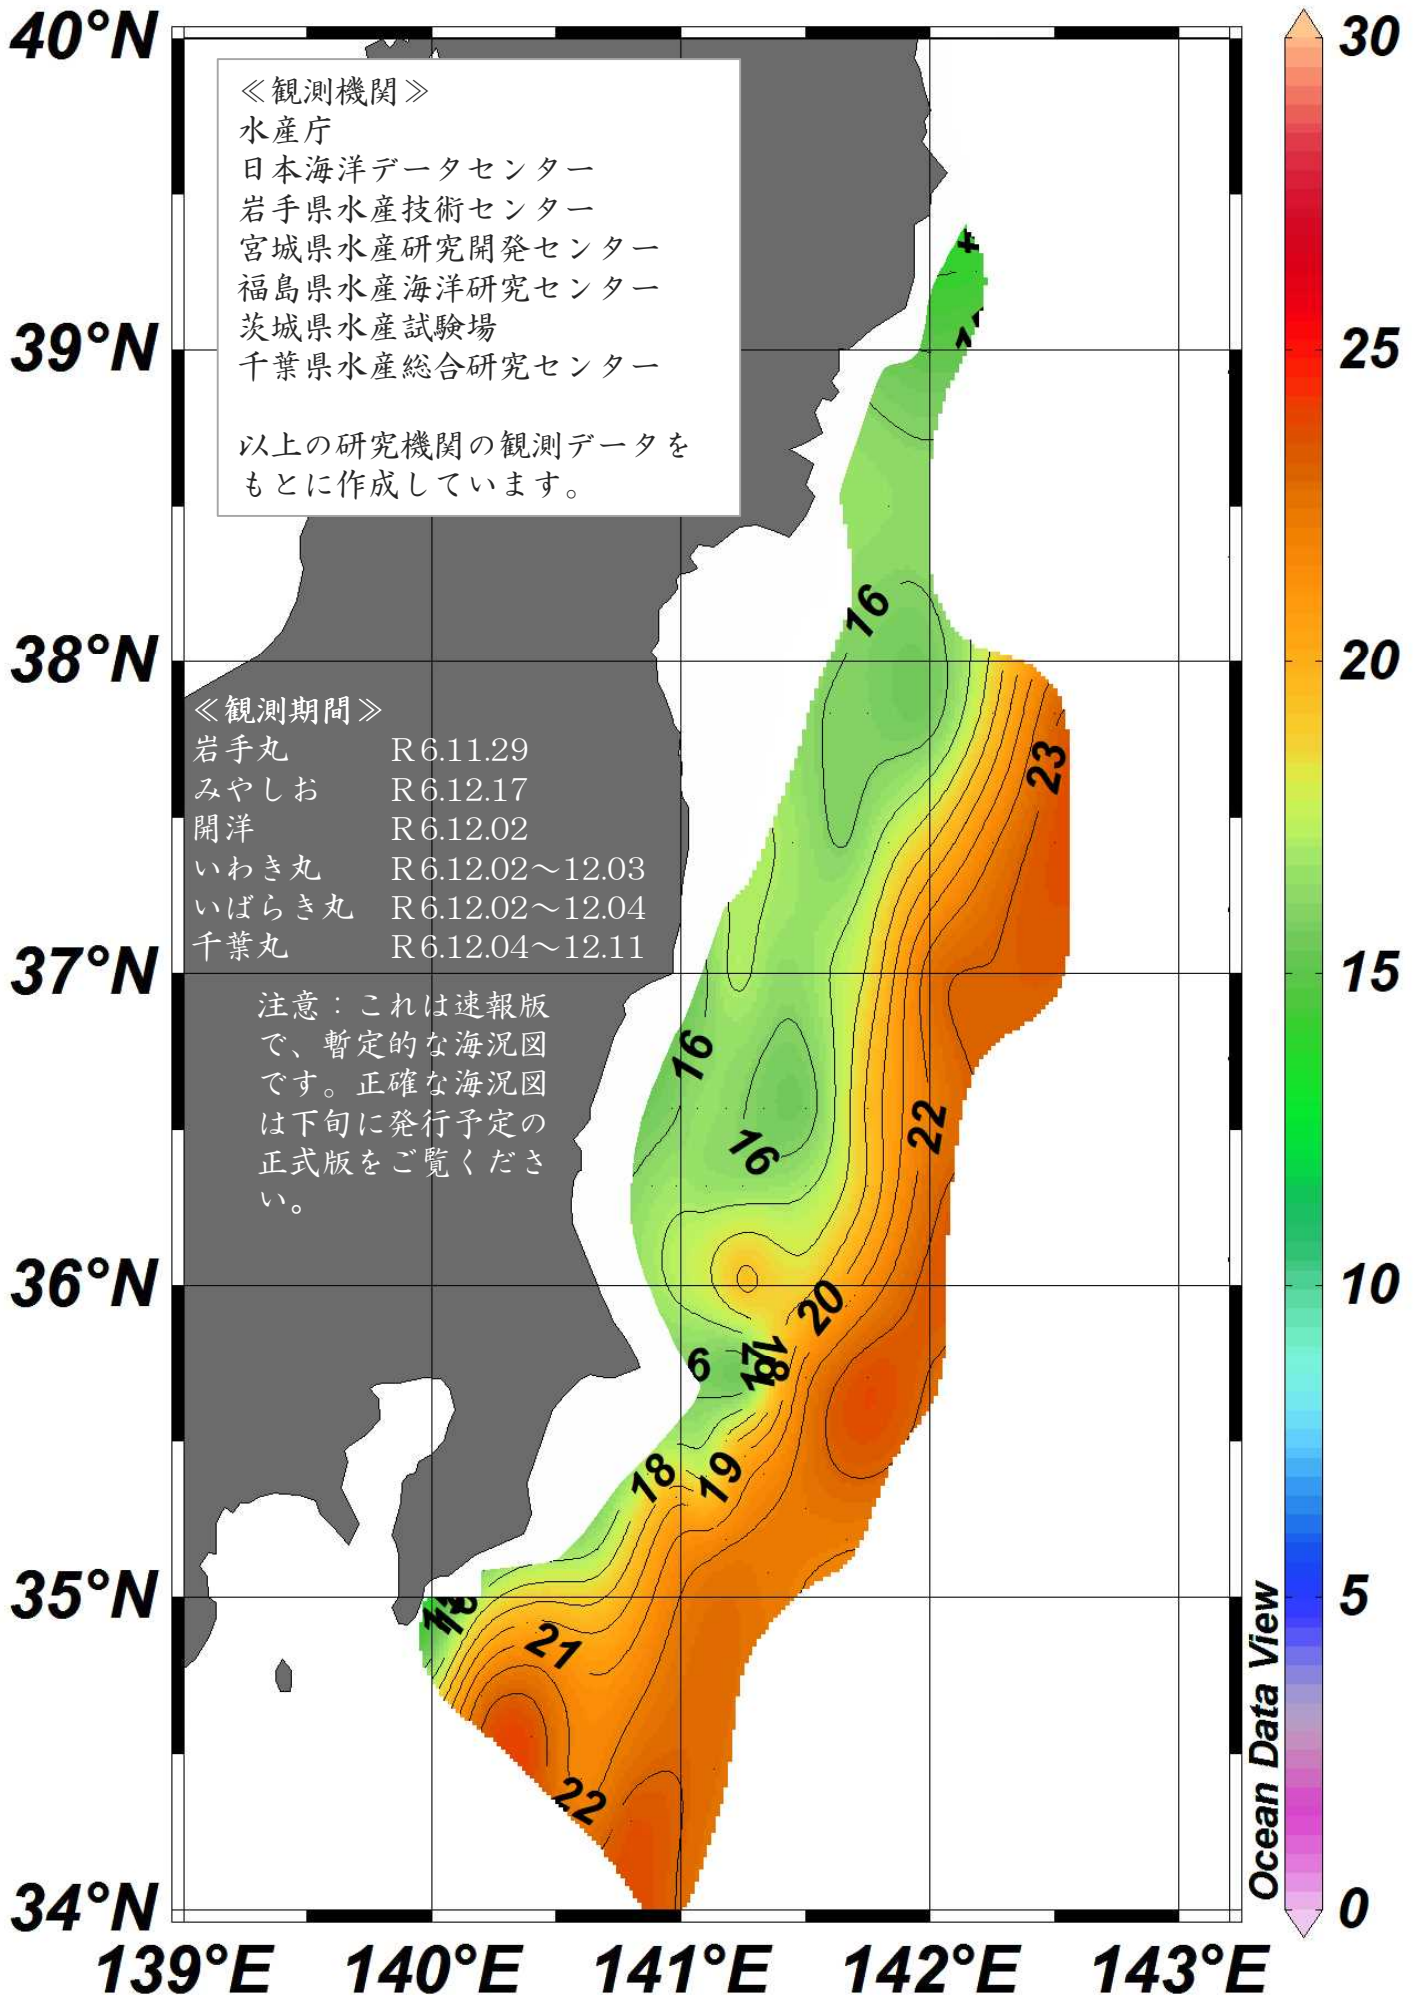 40°N
39°N
38°N
37°N
36°N
35°N
34°N
≪観測機関≫
水産庁
日本海洋データセンター
岩手県水産技術センター
宮城県水産研究開発センター
福島県水産海洋研究センター
茨城県水産試験場
千葉県水産総合研究センター
以上の研究機関の観測データを
もとに作成しています。
≪観測期間≫
岩手丸 R6.11.29
みやしお R6.12.17
開洋 R6.12.02
いわき丸 R6.12.02～12.03
いばらき丸 R6.12.02～12.04
千葉丸 R6.12.04～12.11
注意：これは速報版
で、暫定的な海況図
です。正確な海況図
は下旬に発行予定の
正式版をご覧くださ
い。
16
23
16
22
16
20
6
17
18
18
19
21
22
30
25
20
15
10
5
0
Ocean Data View
139°E 140°E 141°E 142°E 143°E